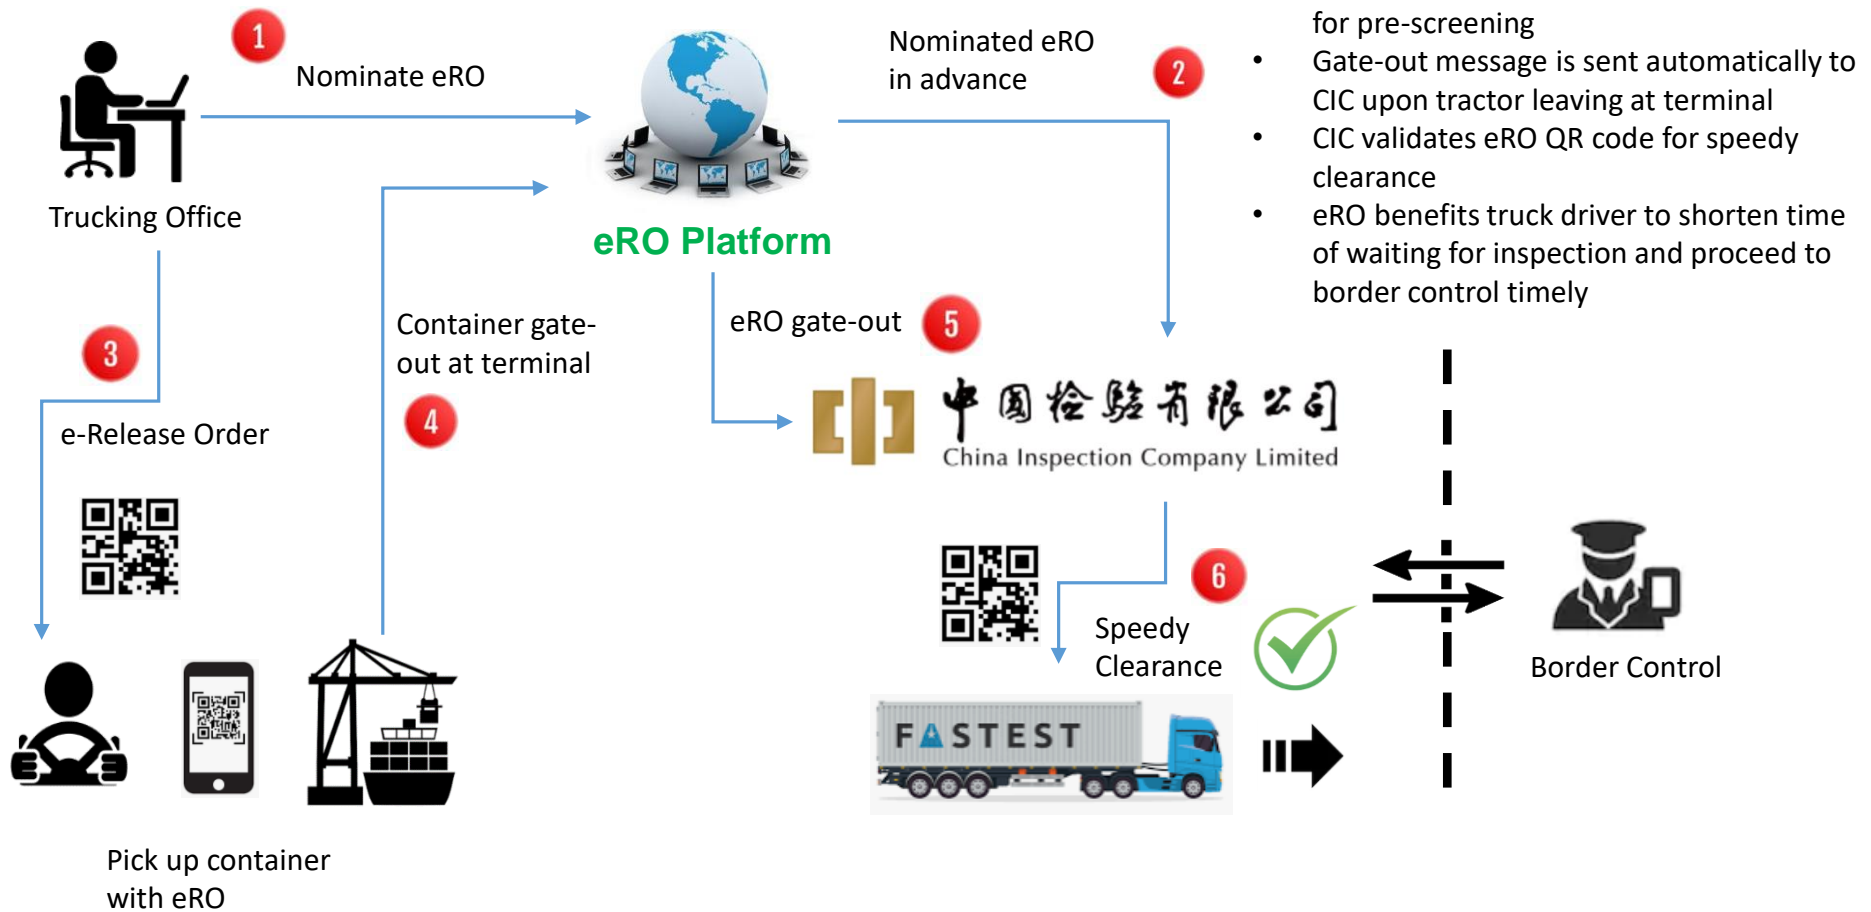 1
Nominate eRO
Trucking Office
eRO Platform
Nominated eRO
in advance
2
for pre-screening
• Gate-out message is sent automatically to
CIC upon tractor leaving at terminal
• CIC validates eRO QR code for speedy
clearance
• eRO benefits truck driver to shorten time
of waiting for inspection and proceed to
border control timely
3
e-Release Order
Container gate-
out at terminal
4
eRO gate-out
5
中國檢驗有限公司
China Inspection Company Limited
6
Speedy
Clearance
FASTEST
Border Control
Pick up container
with eRO